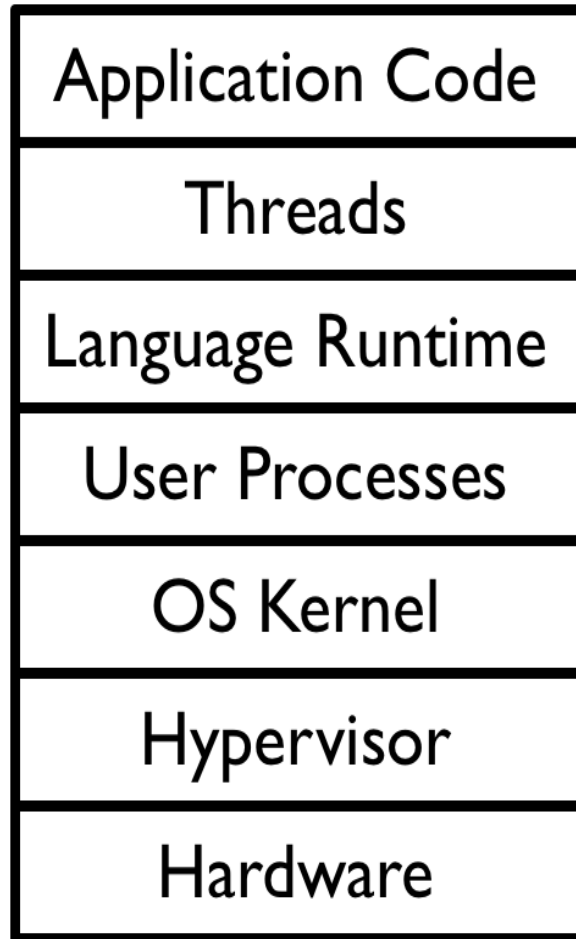 Application Code
Threads
Language Runtime
User Processes
OS Kernel
Hypervisor
Hardware